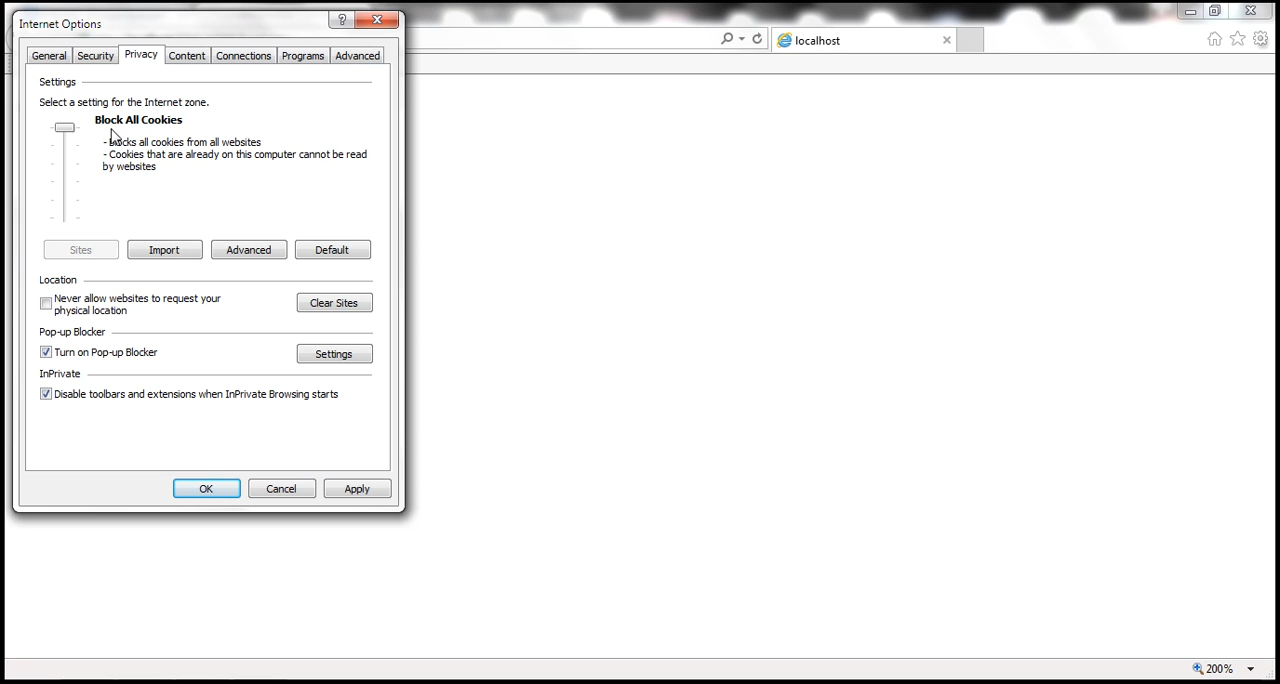 Internet Options
?
localhost
General Security Privacy Content Connections Programs Advanced
Settings
Select a setting for the Internet zone.
Block All Cookies
- Blocks all cookies from all websites
- Cookies that are already on this computer cannot be read
by websites
Sites Import Advanced Default
Location
Never allow websites to request your
physical location
Clear Sites
Pop-up Blocker
Turn on Pop-up Blocker
Settings
InPrivate
Disable toolbars and extensions when InPrivate Browsing starts
OK Cancel Apply
200%